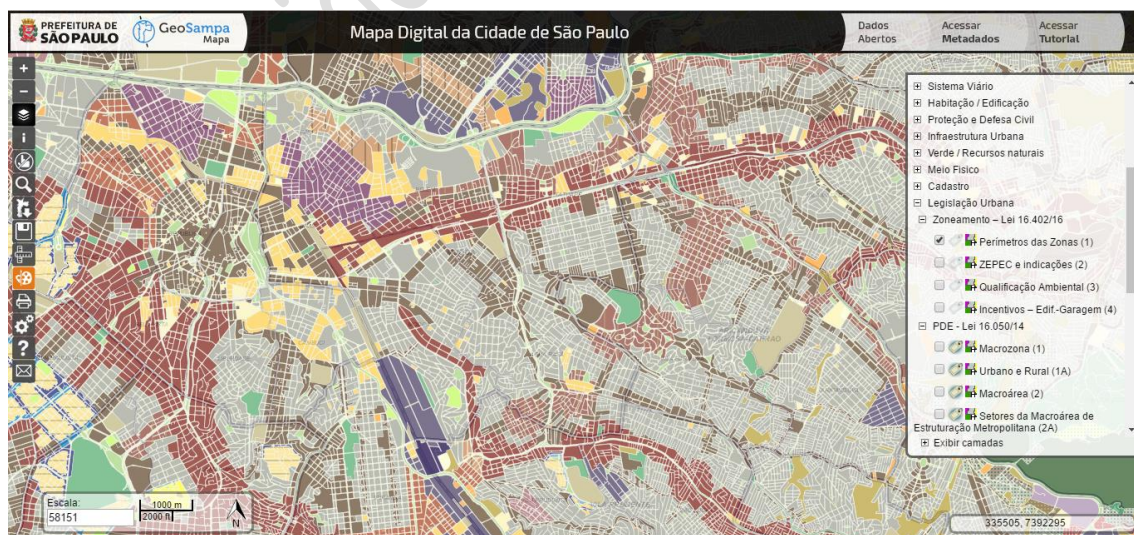 PREFEITURA DE
SÃO PAULO
GeoSampa
Mapa
Mapa Digital da Cidade de São Paulo
Dados
Abertos
Acessar
Metadados
Acessar
Tutorial
Sistema Viário
Habitação / Edificação
Proteção e Defesa Civil
Infraestrutura Urbana
Verde / Recursos naturais
Meio Fisico
Cadastro
Legislação Urbana
Zoneamento – Lei 16.402/16
Perímetros das Zonas (1)
ZEPEC e indicações (2)
Qualificação Ambiental (3)
Incentivos – Edif.-Garagem (4)
PDE - Lei 16.050/14
Macrozona (1)
Urbano e Rural (1A)
Macroárea (2)
Setores da Macroárea de
Estruturação Metropolitana (2A)
Exibir camadas
Escala:
58151
1000 m
2000 ft
N
335505, 7392295